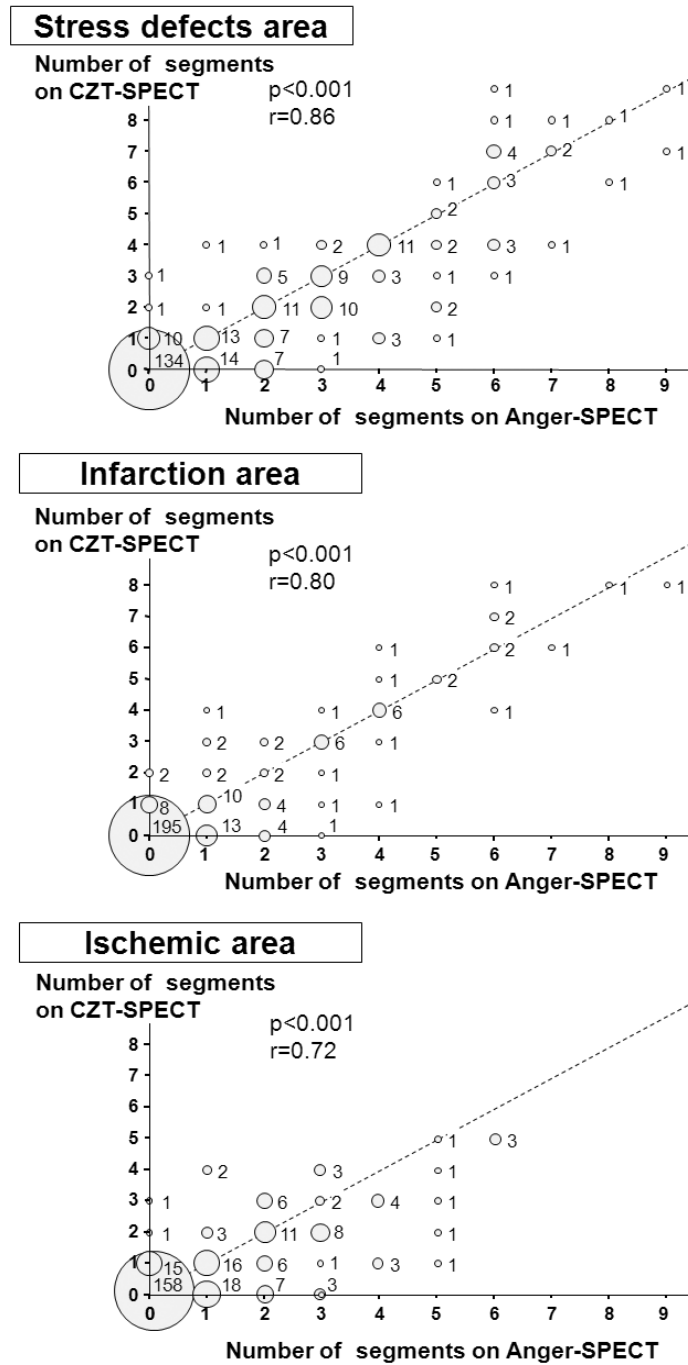 Stress defects area
Number of segments
on CZT-SPECT
p<0.001
r=0.86
1 1
8 1 1 1
7 4 2 1
6 1 3 1
5 2
4 1 1 2 11 2 3 1
3 1 5 9 3 1 1
2 1 1 11 10 2
1 10 13 7 1 3 1
0 134 14 7 1
0 1 2 3 4 5 6 7 8 9
Number of segments on Anger-SPECT
Infarction area
Number of segments
on CZT-SPECT
p<0.001
r=0.80
8 1 1 1
7 2
6 1 2 1
5 1 2
4 1 1 6 1
3 2 2 6 1
2 2 2 2 1
1 8 10 4 1 1
0 195 13 4 1
0 1 2 3 4 5 6 7 8 9
Number of segments on Anger-SPECT
Ischemic area
Number of segments
on CZT-SPECT
p<0.001
r=0.72
8
7
6
5 1 3
4 2 3 1
3 1 6 2 4 1
2 1 3 11 8 1
1 15 16 6 1 3 1
0 158 18 7 3
0 1 2 3 4 5 6 7 8 9
Number of segments on Anger-SPECT